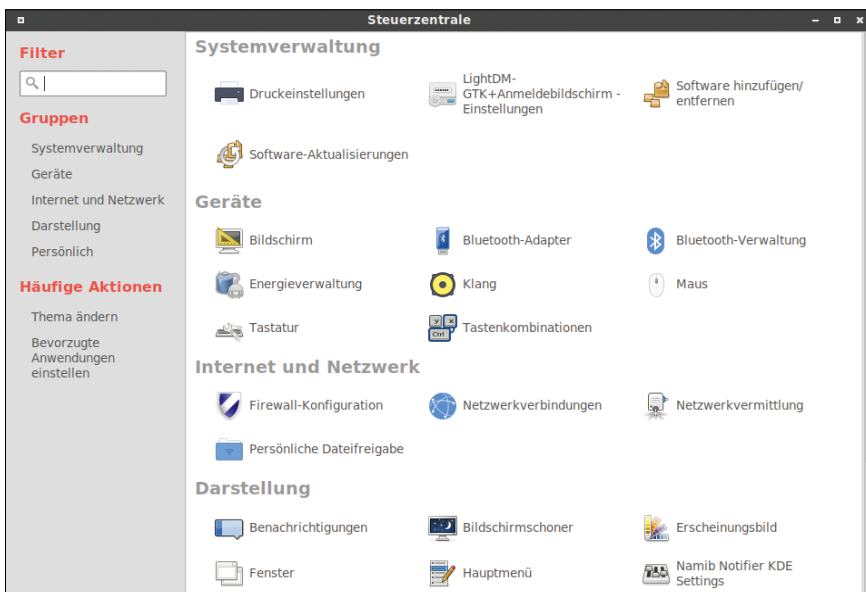 Steuerzentrale
Filter
Gruppen
Systemverwaltung
Geräte
Internet und Netzwerk
Darstellung
Persönlich
Häufige Aktionen
Thema ändern
Bevorzugte
Anwendungen
einstellen
Systemverwaltung
Druckeinstellungen
LightDM-
GTK+Anmeldebildschirm -
Einstellungen
Software hinzufügen/
entfernen
Software-Aktualisierungen
Geräte
Bildschirm
Bluetooth-Adapter
Bluetooth-Verwaltung
Energieverwaltung
Klang
Maus
Tastatur
Y X
Ctrl
Tastenkombinationen
Internet und Netzwerk
Firewall-Konfiguration
Netzwerkverbindungen
Netzwerkvermittlung
Persönliche Dateifreigabe
Darstellung
Benachrichtigungen
Bildschirmschoner
Erscheinungsbild
Fenster
Hauptmenü
Namib Notifier KDE
Settings